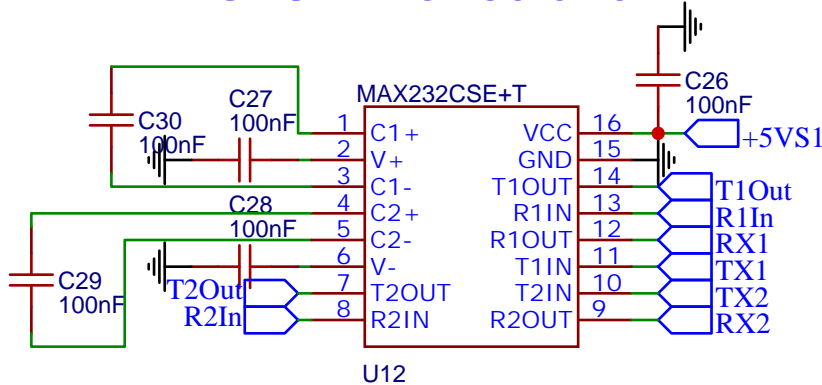 C26
100nF
+5VS1
MAX232CSE+T
C27
100nF
C30
100nF
C28
100nF
C29
100nF
1 C1+ VCC 16
2 V+ GND 15
3 C1- T1OUT 14 T1Out
4 C2+ R1IN 13 R1In
5 C2- R1OUT 12 RX1
6 V- T1IN 11 TX1
T2Out 7 T2OUT T2IN 10 TX2
R2In 8 R2IN R2OUT 9 RX2
U12